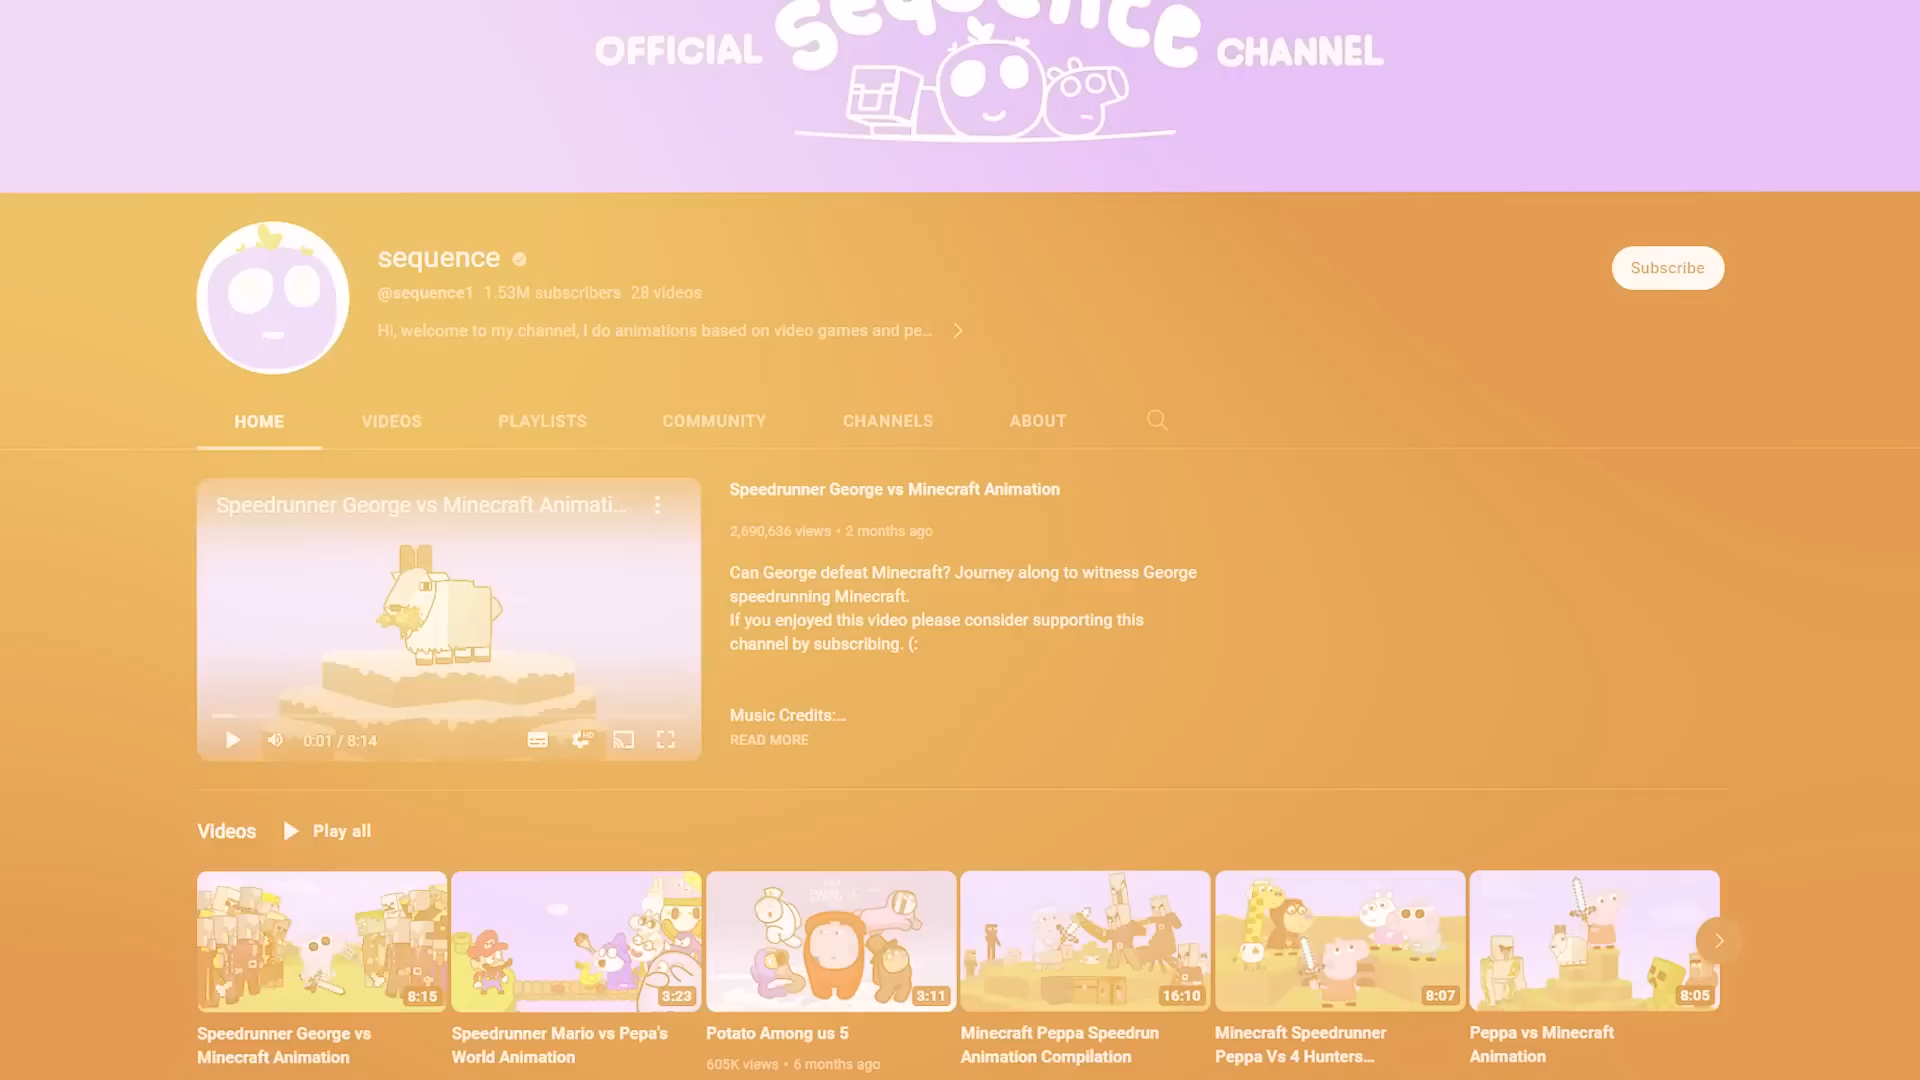 sequence
OFFICIAL
CHANNEL
sequence
@sequence1 1.53M subscribers 28 videos
Hi, welcome to my channel, I do animations based on video games and pe...
Subscribe
HOME VIDEOS PLAYLISTS COMMUNITY CHANNELS ABOUT
Speedrunner George vs Minecraft Animati...
0:01 / 8:14
HD
Speedrunner George vs Minecraft Animation
2,690,636 views • 2 months ago
Can George defeat Minecraft? Journey along to witness George
speedrunning Minecraft.
If you enjoyed this video please consider supporting this
channel by subscribing. (:
Music Credits:...
READ MORE
Videos Play all
8:15
3:23
3:11
16:10
8:07
8:05
Speedrunner George vs
Minecraft Animation
Speedrunner Mario vs Pepa's
World Animation
Potato Among us 5
605K views • 6 months ago
Minecraft Peppa Speedrun
Animation Compilation
Minecraft Speedrunner
Peppa Vs 4 Hunters...
Peppa vs Minecraft
Animation